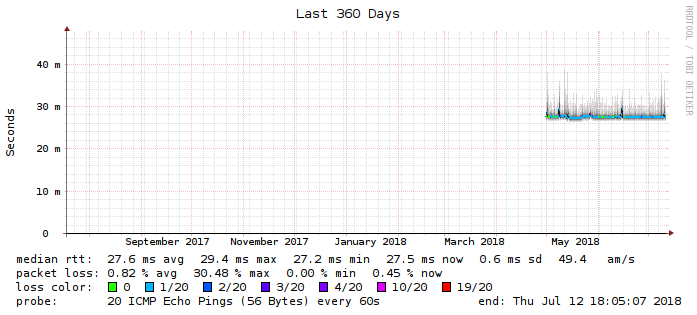 Last 360 Days
RRDTOOL / TOBI OETIKER
Seconds
40 m
30 m
20 m
10 m
0
September 2017 November 2017 January 2018 March 2018 May 2018
median rtt: 27.6 ms avg 29.4 ms max 27.2 ms min 27.5 ms now 0.6 ms sd 49.4 am/s
packet loss: 0.82 % avg 30.48 % max 0.00 % min 0.45 % now
loss color: 0 1/20 2/20 3/20 4/20 10/20 19/20
probe: 20 ICMP Echo Pings (56 Bytes) every 60s end: Thu Jul 12 18:05:07 2018